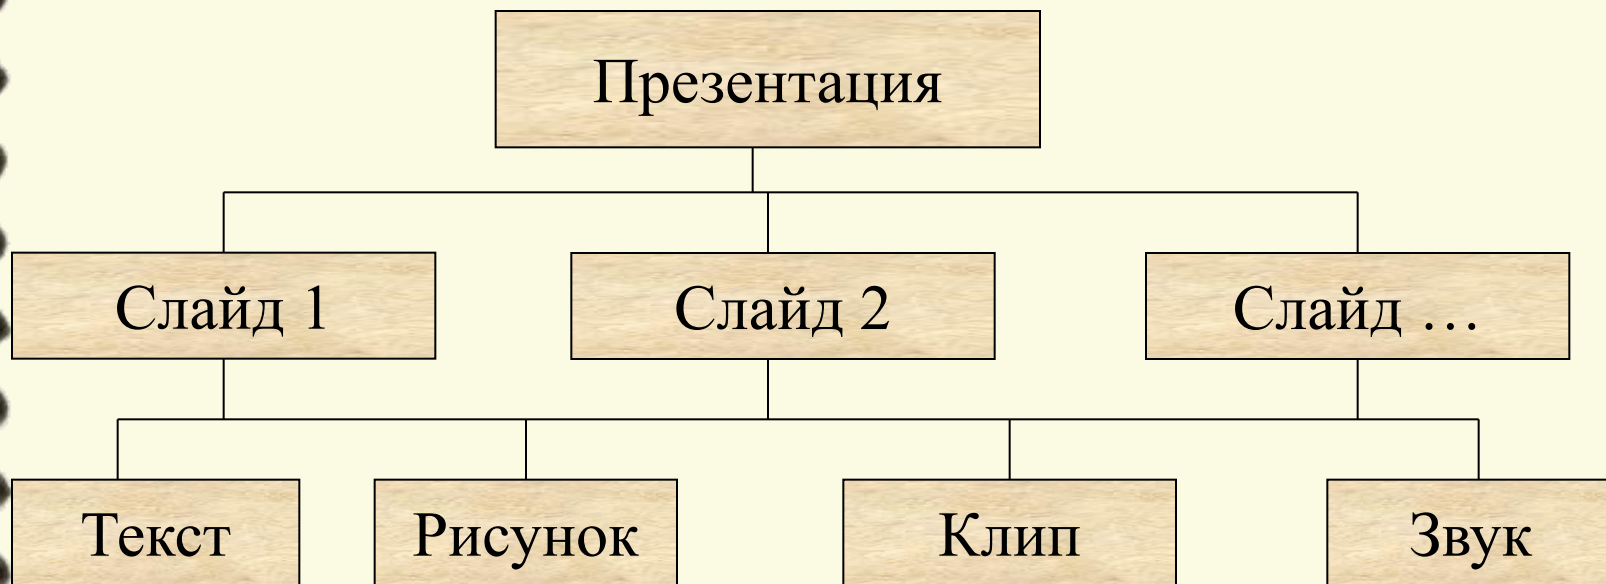 Презентация
Слайд 1
Слайд 2
Слайд ...
Текст
Рисунок
Клип
Звук